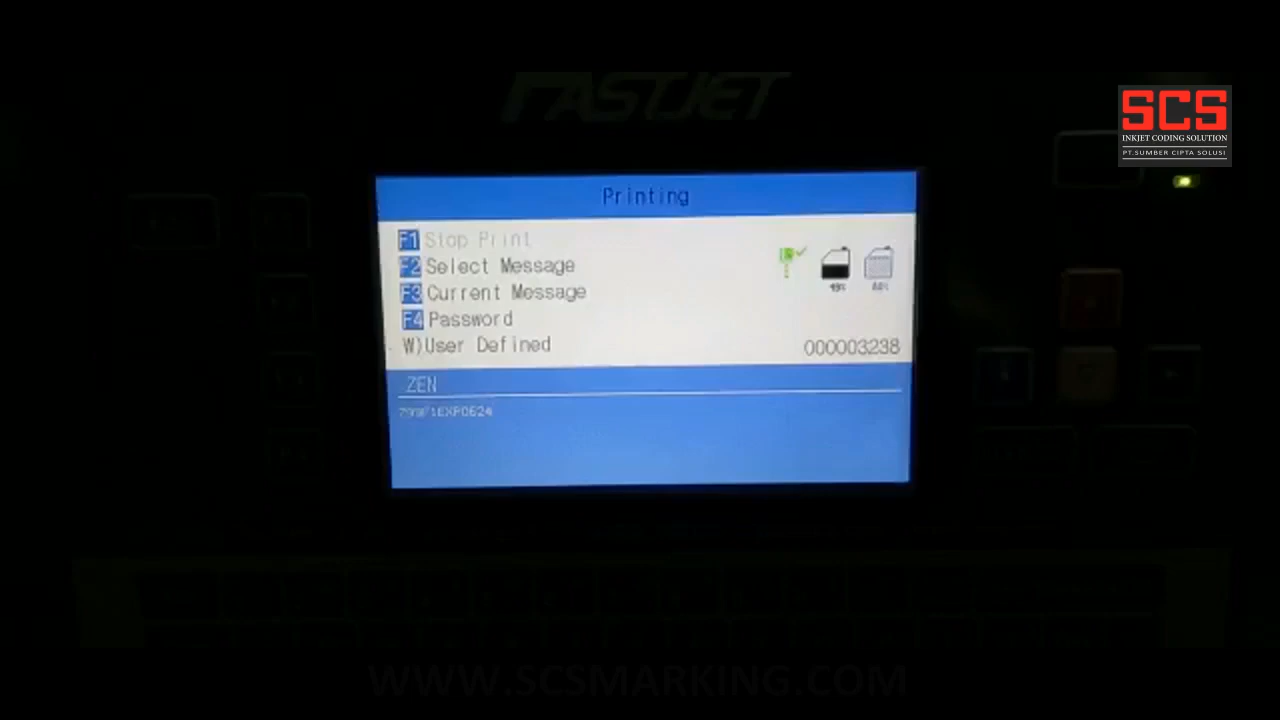 FASTJET
SCS
INKJET CODING SOLUTION
PT.SUMBER CIPTA SOLUSI
Printing
F1 Stop Print
F2 Select Message
F3 Current Message
F4 Password
W)User Defined
000003238
ZEN
WWW.SCSMARKING.COM